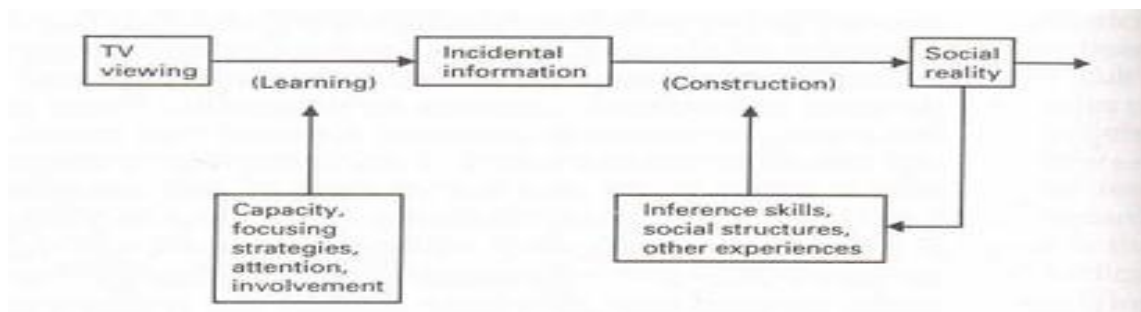 TV
viewing
(Learning)
Incidental
information
(Construction)
Social
reality
Capacity,
focusing
strategies,
attention,
involvement
Inference skills,
social structures,
other experiences